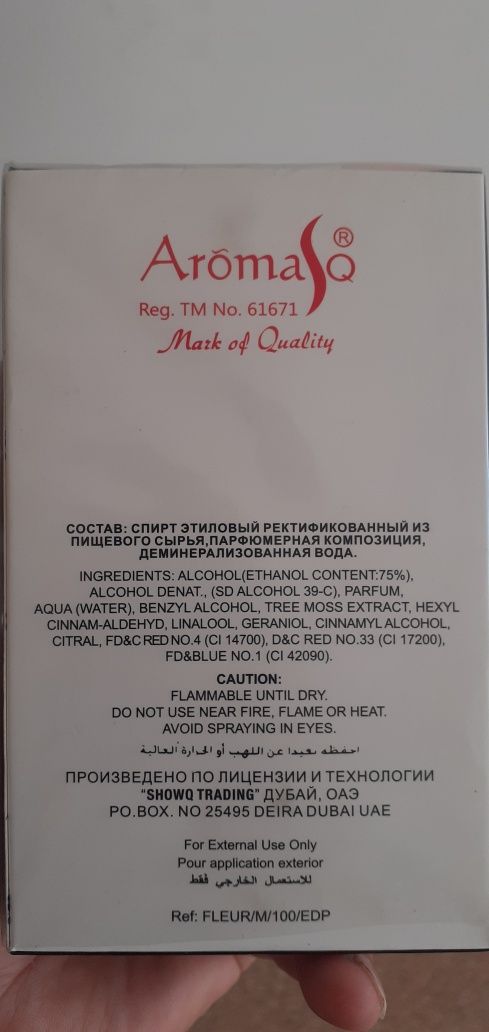 ArômaSQ®
Reg. TM No. 61671
Mark of Quality
СОСТАВ: СПИРТ ЭТИЛОВЫЙ РЕКТИФИКОВАННЫЙ ИЗ
ПИЩЕВОГО СЫРЬЯ,ПАРФЮМЕРНАЯ КОМПОЗИЦИЯ,
ДЕМИНЕРАЛИЗОВАННАЯ ВОДА.
INGREDIENTS: ALCOHOL(ETHANOL CONTENT:75%),
ALCOHOL DENAT., (SD ALCOHOL 39-C), PARFUM,
AQUA (WATER), BENZYL ALCOHOL, TREE MOSS EXTRACT, HEXYL
CINNAM-ALDEHYD, LINALOOL, GERANIOL, CINNAMYL ALCOHOL,
CITRAL, FD&C RED NO.4 (CI 14700), D&C RED NO.33 (CI 17200),
FD&BLUE NO.1 (CI 42090).
CAUTION:
FLAMMABLE UNTIL DRY.
DO NOT USE NEAR FIRE, FLAME OR HEAT.
AVOID SPRAYING IN EYES.
احفظه بعيدا عن اللهب أو الحرارة العالية
ПРОИЗВЕДЕНО ПО ЛИЦЕНЗИИ И ТЕХНОЛОГИИ
“SHOWQ TRADING” ДУБАЙ, ОАЭ
PO.BOX. NO 25495 DEIRA DUBAI UAE
For External Use Only
Pour application exterior
للاستعمال الخارجي فقط
Ref: FLEUR/M/100/EDP